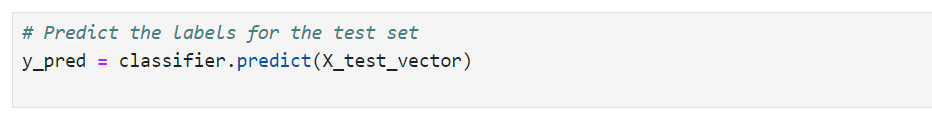 # Predict the labels for the test set
y_pred = classifier.predict(X_test_vector)